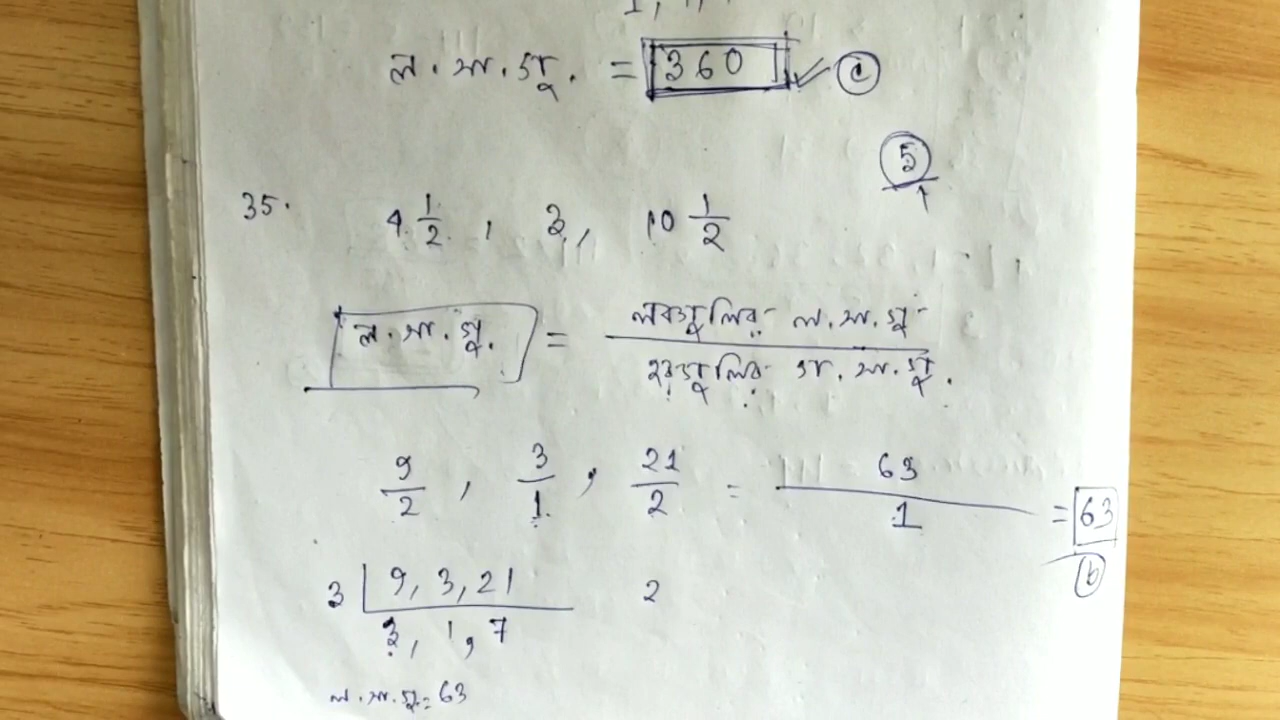 ল. সা. গু. = 360 c
5
35. 4 1/2, 3, 10 1/2
ল. সা. গু. = লবগুলির ল. সা. গু / হরগুলির গ. সা. গু.
9/2, 3/1, 21/2 = 63/1 = 63
b
3 | 9, 3, 21 2
3, 1, 7
ল. সা. গু. = 63